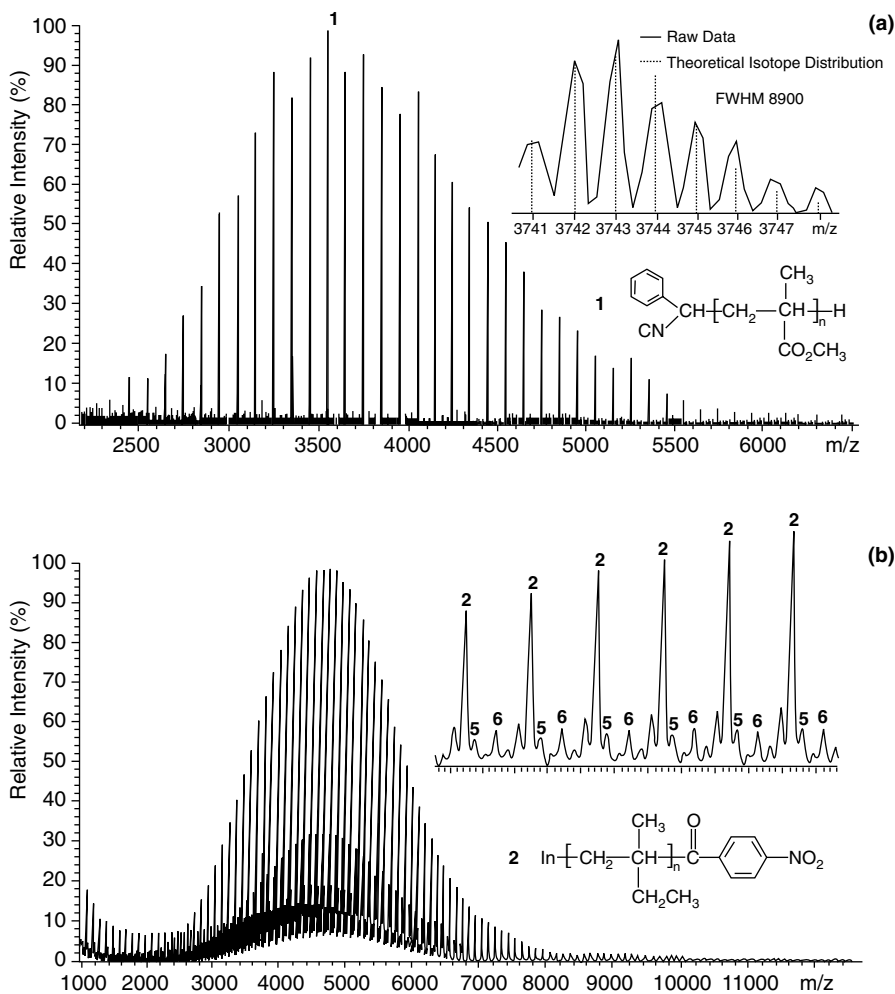 (a)
1
Relative Intensity (%)
100
90
80
70
60
50
40
30
20
10
0
2500 3000 3500 4000 4500 5000 5500 6000 m/z
Raw Data
Theoretical Isotope Distribution
FWHM 8900
3741 3742 3743 3744 3745 3746 3747 m/z
1
CH3
CH[CH2 CH]n H
CN
CO2CH3
(b)
Relative Intensity (%)
100
90
80
70
60
50
40
30
20
10
0
1000 2000 3000 4000 5000 6000 7000 8000 10000 11000 m/z
2 2 2 2 2 2
5 6 5 6 5 6 5 6 5 6 5 6
2
CH3 O
In[CH2 CH]n C NO2
CH2CH3